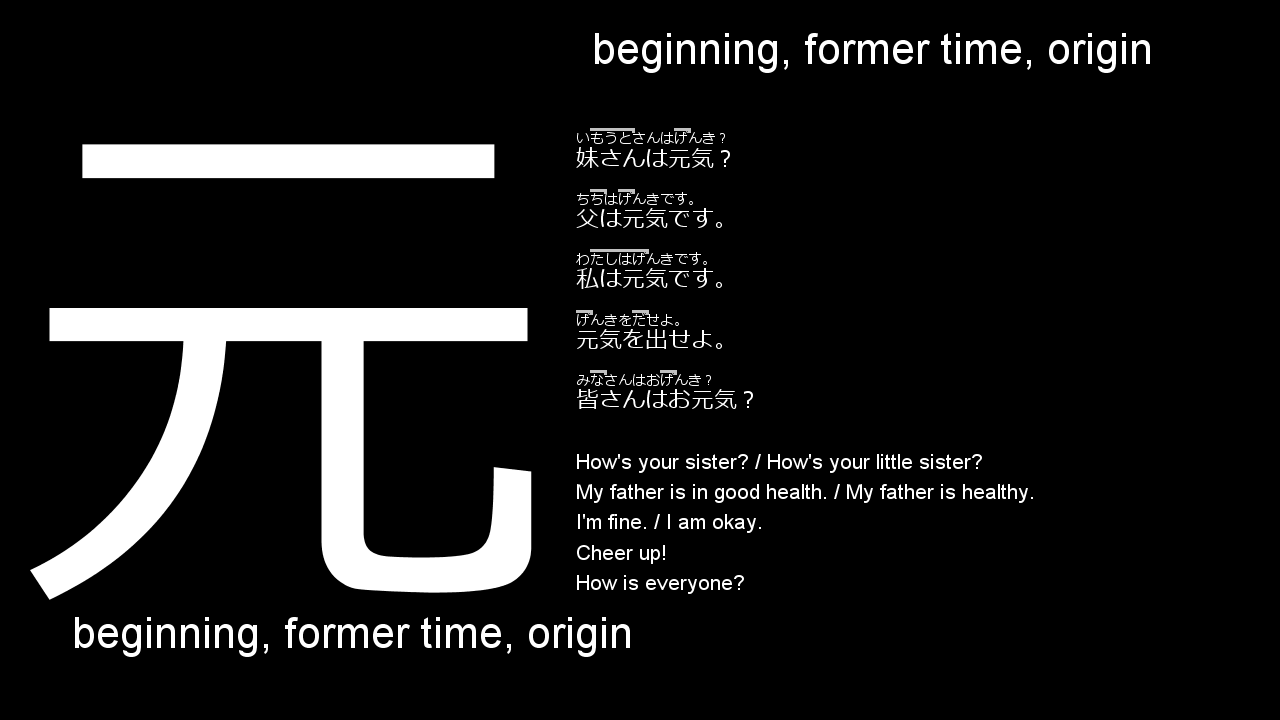 beginning, former time, origin
元
いもうとさんはげんき？
妹さんは元気？
ちちはげんきです。
父は元気です。
わたしはげんきです。
私は元気です。
げんきをだせよ。
元気を出せよ。
みなさんはおげんき？
皆さんはお元気？
How's your sister? / How's your little sister?
My father is in good health. / My father is healthy.
I'm fine. / I am okay.
Cheer up!
How is everyone?
beginning, former time, origin